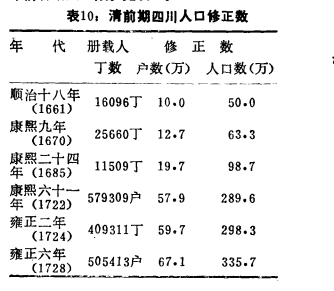 表10：清前期四川人口修正数
年 代 册载人 修 正 数
丁数 户数(万) 人口数(万)
顺治十八年
(1661) 16096丁 10.0 50.0
康熙九年
(1670) 25660丁 12.7 63.3
康熙二十四
年(1685) 11509丁 19.7 98.7
康熙六十一
年(1722) 579309户 57.9 289.6
雍正二年
(1724) 409311丁 59.7 298.3
雍正六年
(1728) 505413户 67.1 335.7